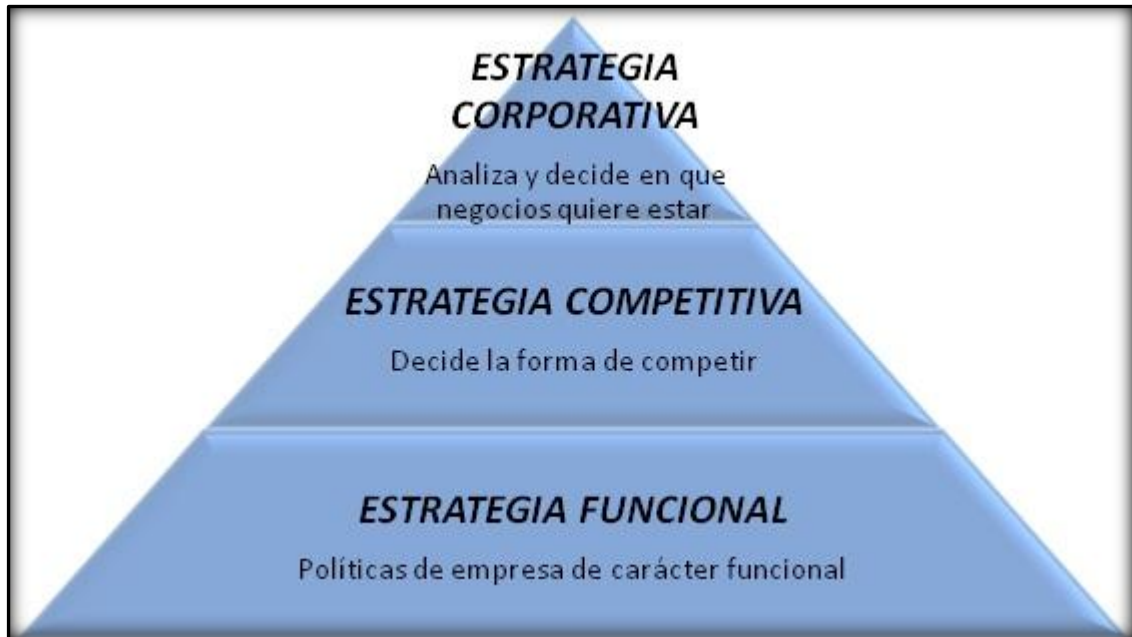 ESTRATEGIA
CORPORATIVA
Analiza y decide en que
negocios quiere estar
ESTRATEGIA COMPETITIVA
Decide la forma de competir
ESTRATEGIA FUNCIONAL
Políticas de empresa de carácter funcional